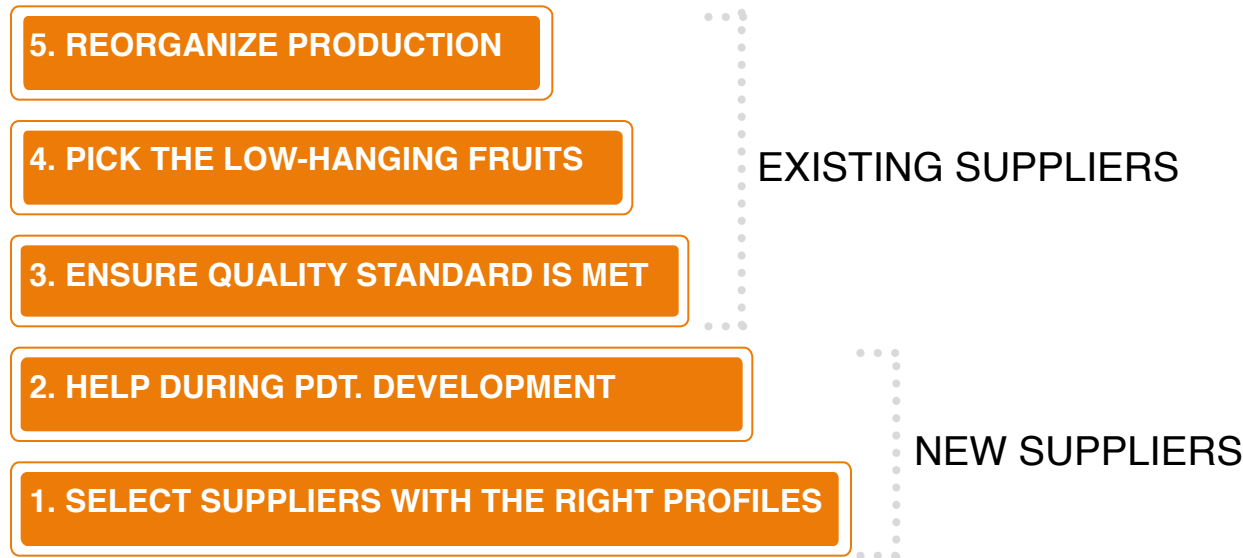 5. REORGANIZE PRODUCTION
4. PICK THE LOW-HANGING FRUITS
EXISTING SUPPLIERS
3. ENSURE QUALITY STANDARD IS MET
2. HELP DURING PDT. DEVELOPMENT
NEW SUPPLIERS
1. SELECT SUPPLIERS WITH THE RIGHT PROFILES